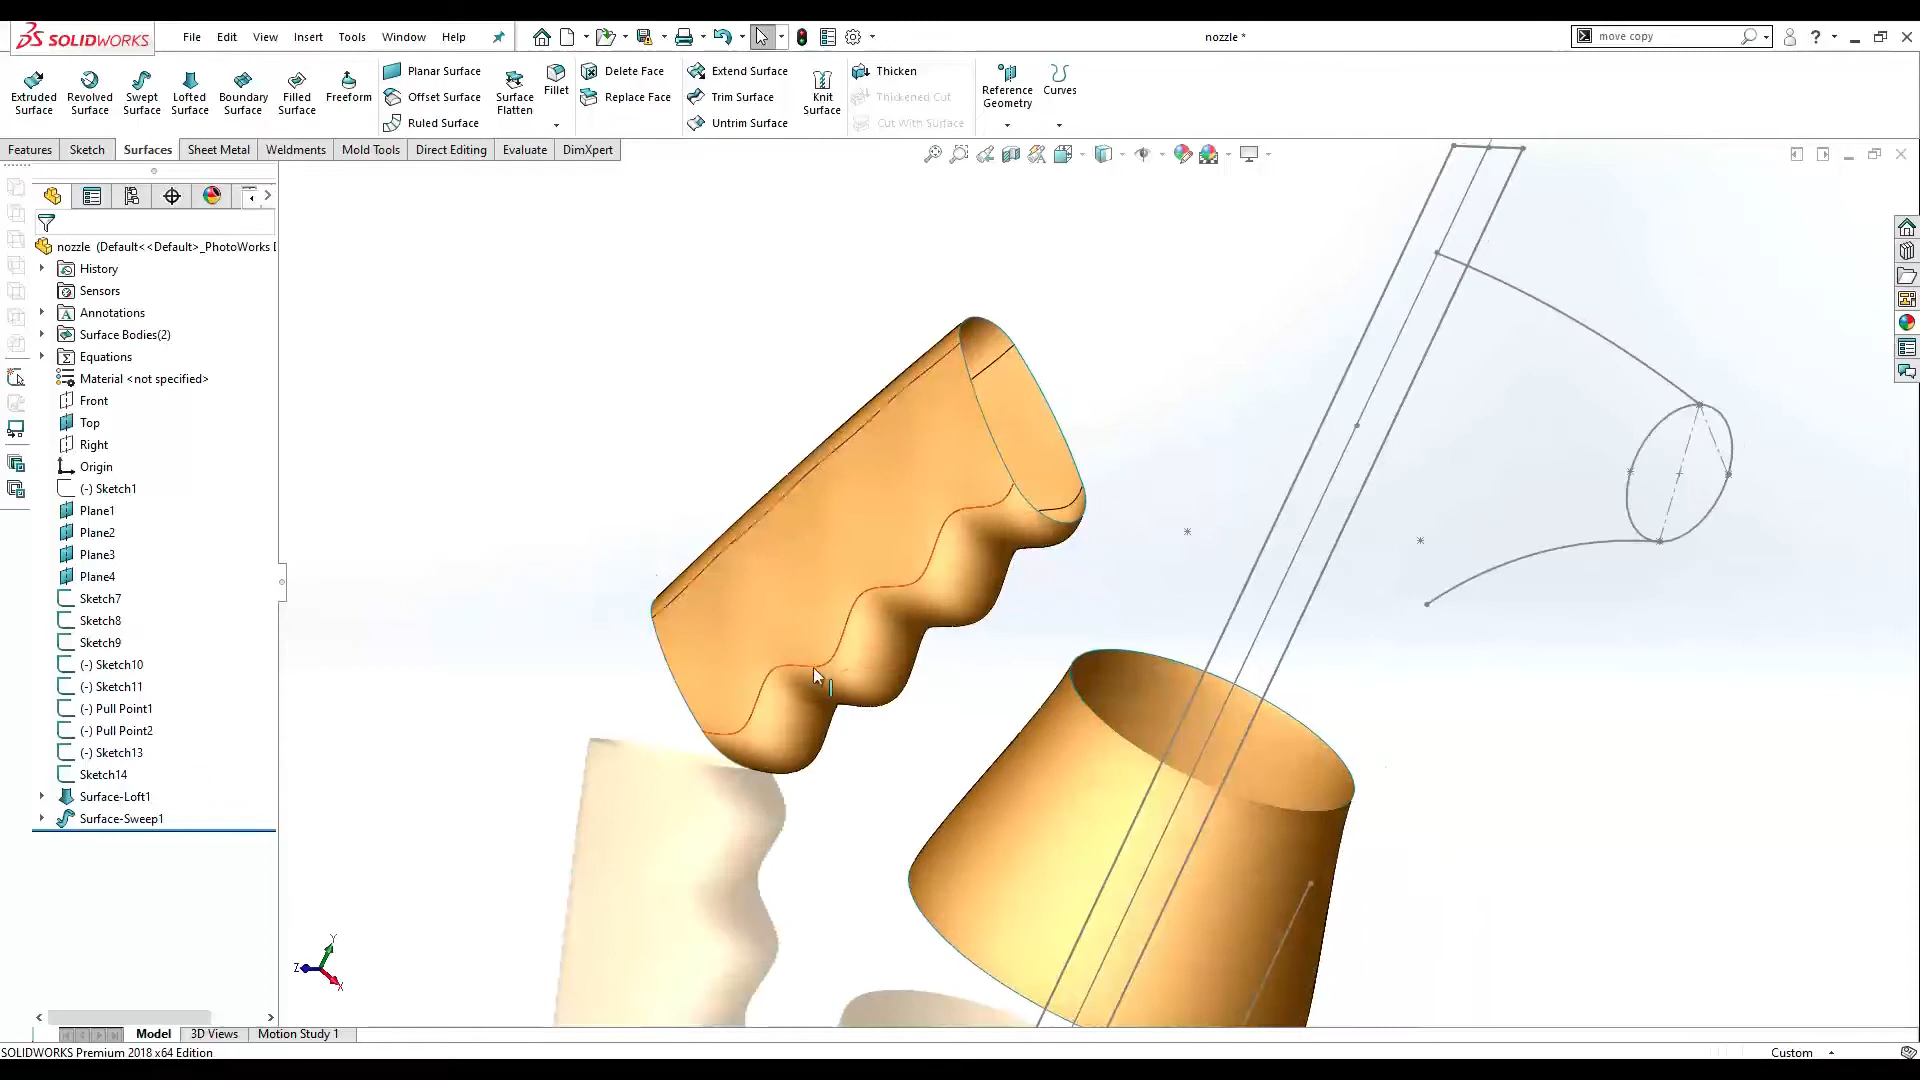 SOLIDWORKS File Edit View Insert Tools Window Help nozzle * move copy
Extruded Surface
Revolved Surface
Swept Surface
Lofted Surface
Boundary Surface
Filled Surface
Freeform
Planar Surface
Offset Surface
Ruled Surface
Surface Flatten
Fillet
Delete Face
Replace Face
Extend Surface
Trim Surface
Untrim Surface
Knit Surface
Thicken
Thickened Cut
Cut With Surface
Reference Geometry
Curves
Features Sketch Surfaces Sheet Metal Weldments Mold Tools Direct Editing Evaluate DimXpert
nozzle (Default<<Default>_PhotoWorks D
History
Sensors
Annotations
Surface Bodies(2)
Equations
Material <not specified>
Front
Top
Right
Origin
(-) Sketch1
Plane1
Plane2
Plane3
Plane4
Sketch7
Sketch8
Sketch9
(-) Sketch10
(-) Sketch11
(-) Pull Point1
(-) Pull Point2
(-) Sketch13
Sketch14
Surface-Loft1
Surface-Sweep1
Y
Z
X
Model 3D Views Motion Study 1
SOLIDWORKS Premium 2018 x64 Edition Custom